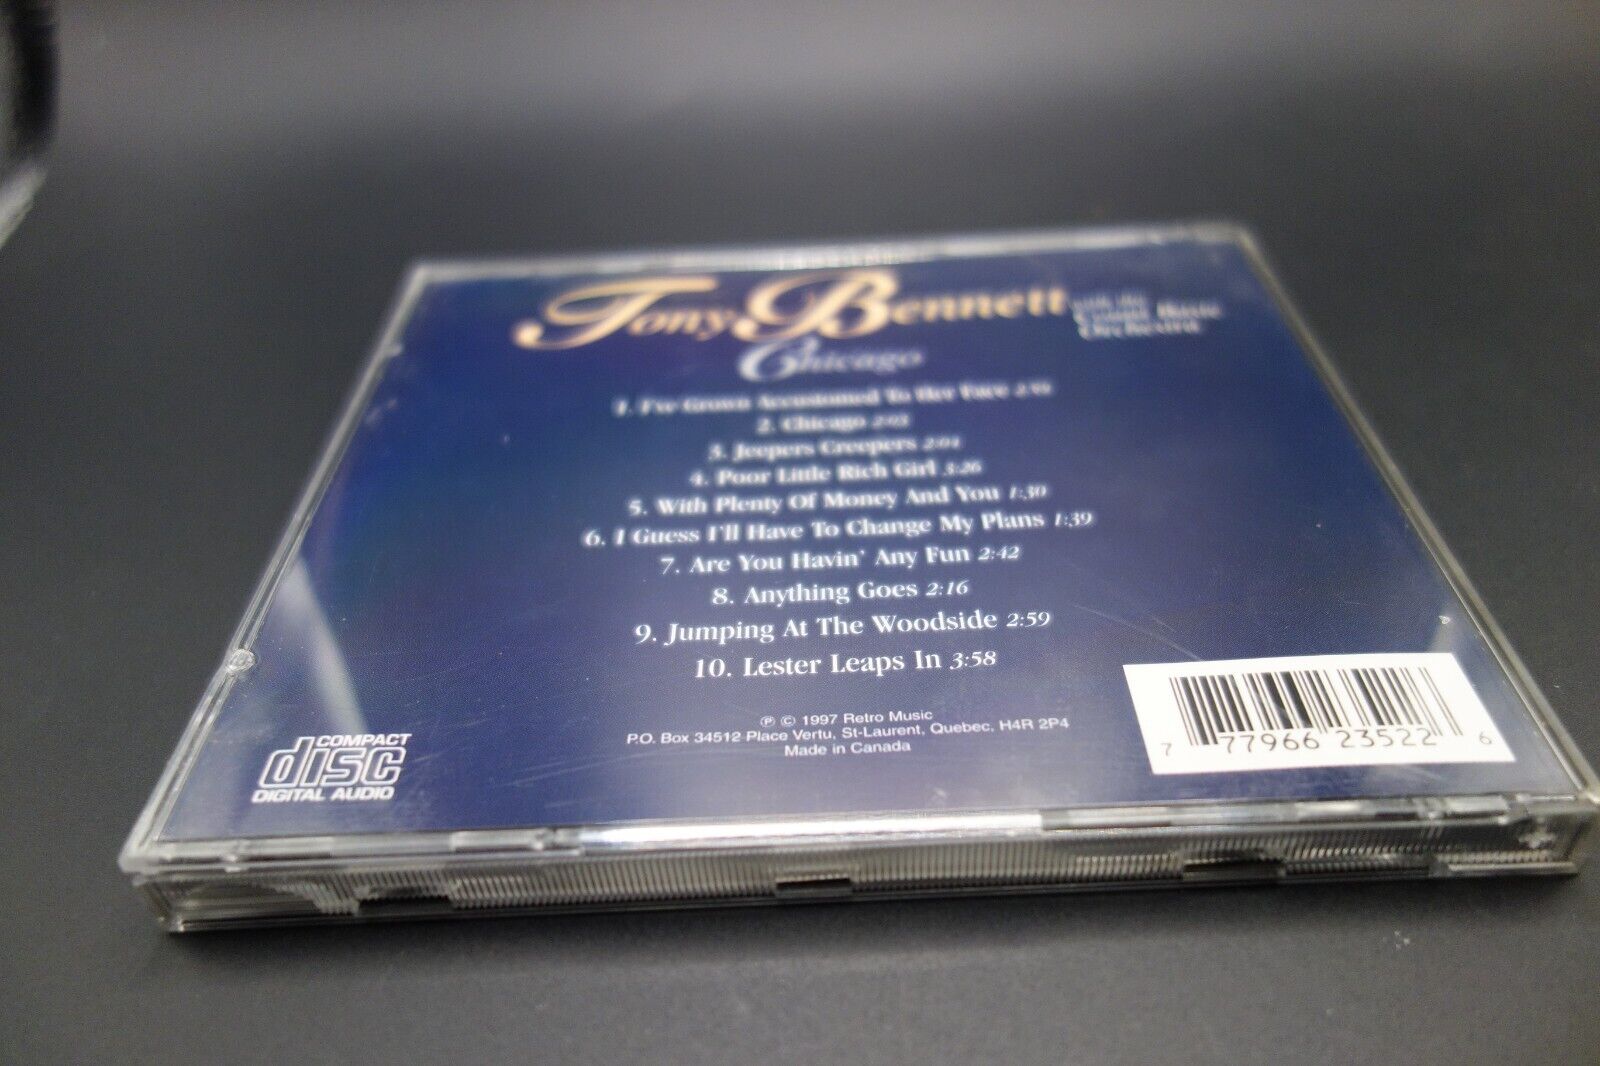 Tony Bennett
with the
Count Basie
Orchestra
Chicago
1. I've Grown Accustomed To Her Face
2. Chicago 2:03
3. Jeepers Creepers 2:04
4. Poor Little Rich Girl 3:26
5. With Plenty Of Money And You 1:30
6. I Guess I'll Have To Change My Plans 1:39
7. Are You Havin' Any Fun 2:42
8. Anything Goes 2:16
9. Jumping At The Woodside 2:59
10. Lester Leaps In 3:58
℗ © 1997 Retro Music
P.O. Box 34512 Place Vertu, St-Laurent, Quebec, H4R 2P4
Made in Canada
COMPACT
disc
DIGITAL AUDIO
7 77966 23522 6